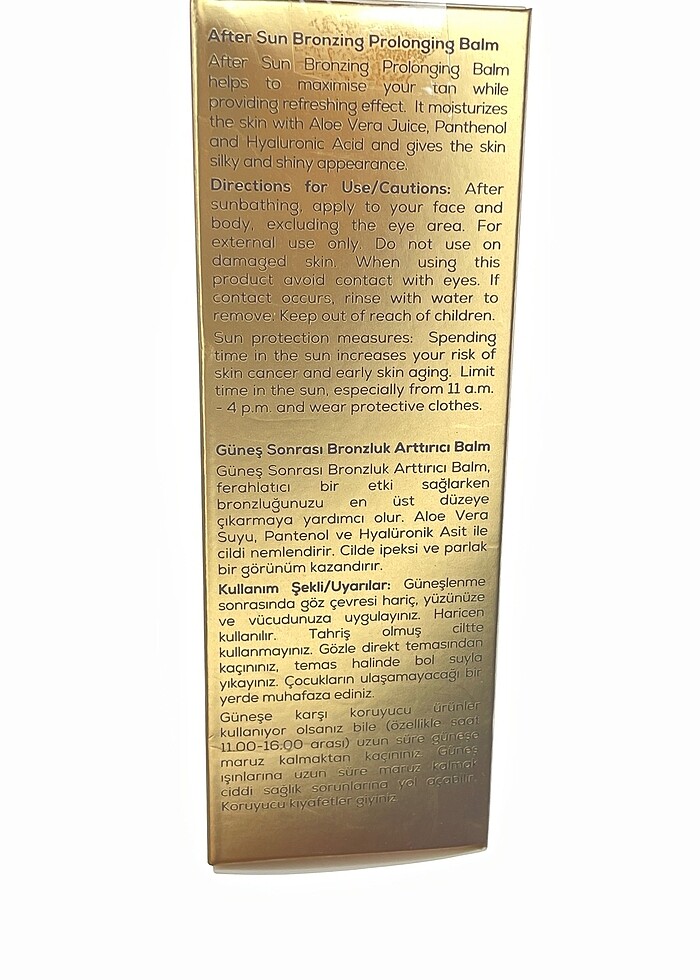 After Sun Bronzing Prolonging Balm
After Sun Bronzing Prolonging Balm
helps to maximise your tan while
providing refreshing effect. It moisturizes
the skin with Aloe Vera Juice, Panthenol
and Hyaluronic Acid and gives the skin
silky and shiny appearance.
Directions for Use/Cautions: After
sunbathing, apply to your face and
body, excluding the eye area. For
external use only. Do not use on
damaged skin. When using this
product avoid contact with eyes. If
contact occurs, rinse with water to
remove. Keep out of reach of children.
Sun protection measures: Spending
time in the sun increases your risk of
skin cancer and early skin aging. Limit
time in the sun, especially from 11 a.m.
- 4 p.m. and wear protective clothes.
Güneş Sonrası Bronzluk Arttırıcı Balm
Güneş Sonrası Bronzluk Arttırıcı Balm,
ferahlatıcı bir etki sağlarken
bronzluğunuzu en üst düzeye
çıkarmaya yardımcı olur. Aloe Vera
Suyu, Pantenol ve Hyalüronik Asit ile
cildi nemlendirir. Cilde ipeksi ve parlak
bir görünüm kazandırır.
Kullanım Şekli/Uyarılar: Güneşlenme
sonrasında göz çevresi hariç, yüzünüze
ve vücudunuza uygulayınız. Haricen
kullanılır. Tahriş olmuş ciltte
kullanmayınız. Gözle direkt temasından
kaçınınız, temas halinde bol suyla
yıkayınız. Çocukların ulaşamayacağı bir
yerde muhafaza ediniz.
Güneşe karşı koruyucu ürünler
kullanıyor olsanız bile (özellikle saat
11.00-16:00 arası) uzun süre güneşe
maruz kalmaktan kaçınınız. Güneş
ışınlarına uzun süre maruz kalmak
ciddi sağlık sorunlarına yol açabilir.
Koruyucu kıyafetler giyiniz.